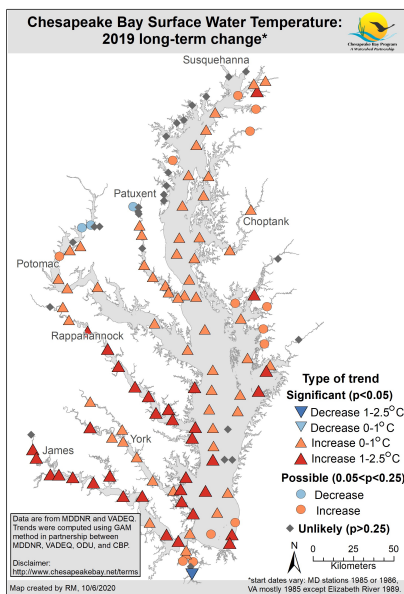 Chesapeake Bay Surface Water Temperature:
2019 long-term change*
Chesapeake Bay Program
A Watershed Partnership
Susquehanna
Patuxent
Choptank
Potomac
Rappahannock
York
James
Type of trend
Significant (p<0.05)
Decrease 1-2.5°C
Decrease 0-1°C
Increase 0-1°C
Increase 1-2.5°C
Possible (0.05<p<0.25)
Decrease
Increase
Unlikely (p>0.25)
N
0 25 50
Kilometers
Data are from MDDNR and VADEQ.
Trends were computed using GAM
method in partnership between
MDDNR, VADEQ, ODU, and CBP.
Disclaimer:
http://www.chesapeakebay.net/terms
Map created by RM, 10/6/2020
*start dates vary: MD stations 1985 or 1986,
VA mostly 1985 except Elizabeth River 1989.